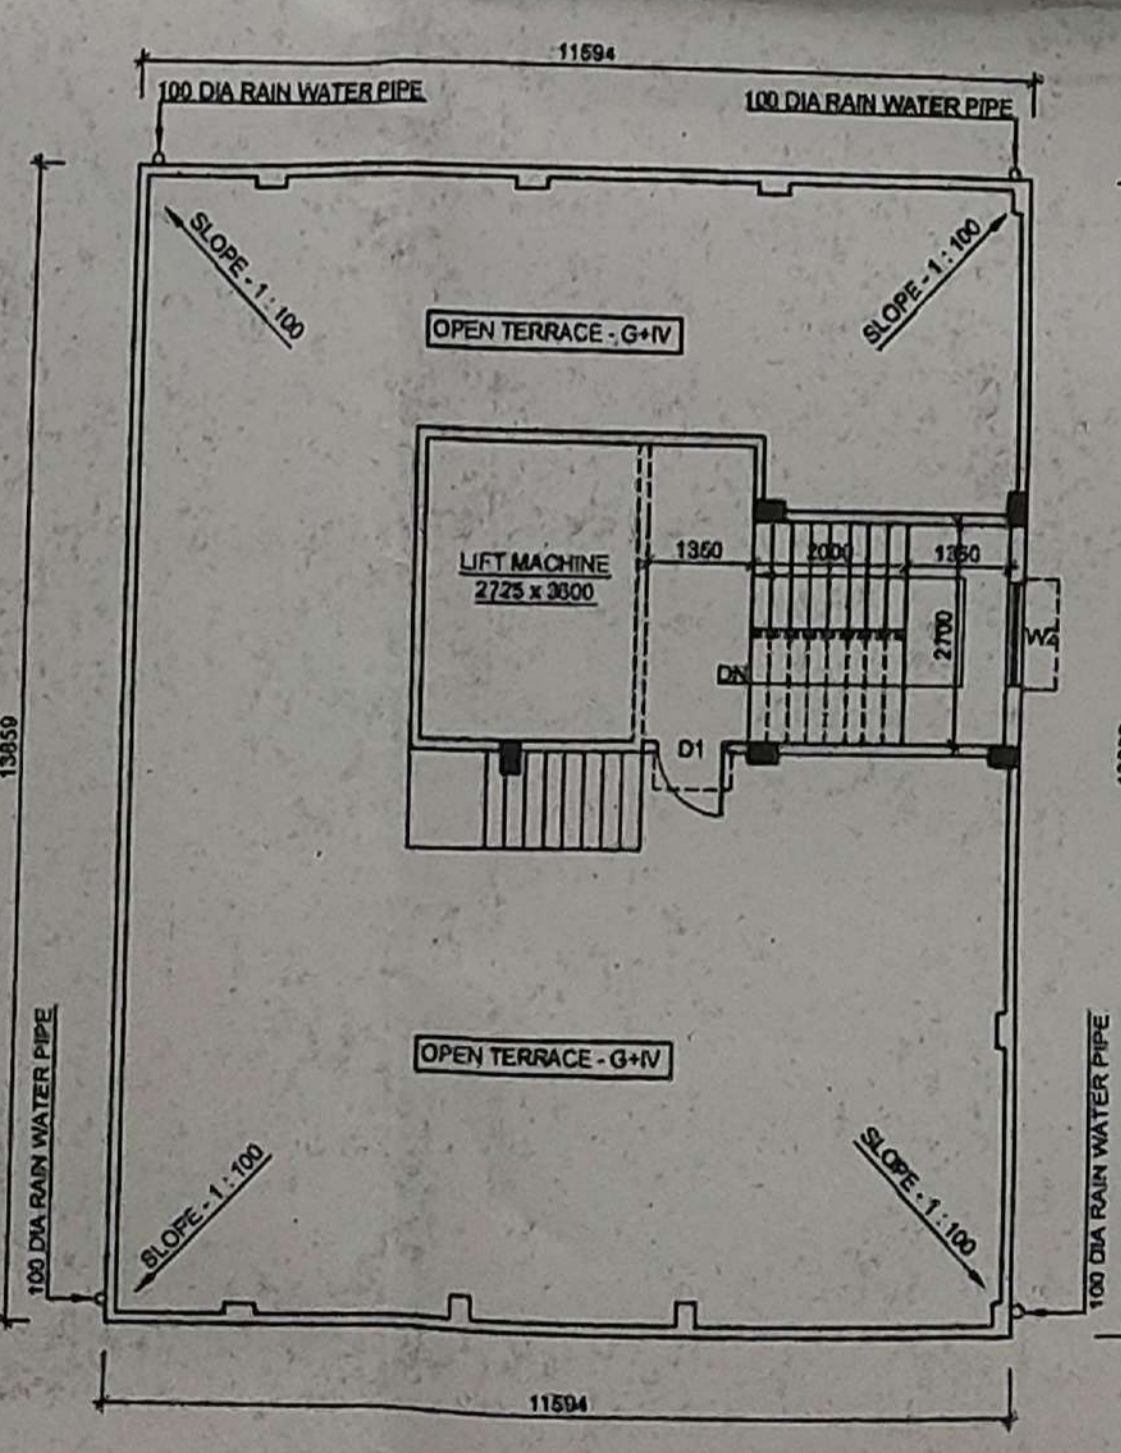 11594
100 DIA RAIN WATER PIPE
100 DIA RAIN WATER PIPE
SLOPE - 1 : 100
SLOPE - 1 : 100
OPEN TERRACE - G+IV
LIFT MACHINE
2725 x 3600
1350
2000
1350
2700
W2
DN
D1
13859
OPEN TERRACE - G+IV
100 DIA RAIN WATER PIPE
SLOPE - 1 : 100
SLOPE - 1 : 100
100 DIA RAIN WATER PIPE
11594